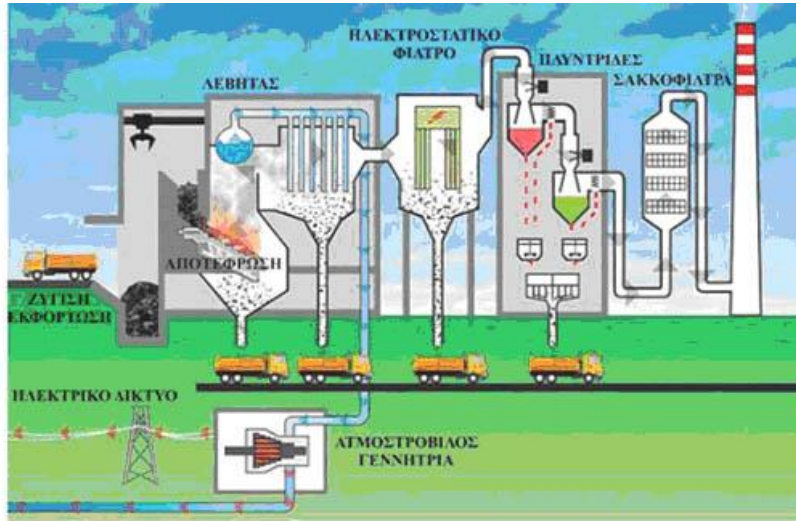 ΗΛΕΚΤΡΟΣΤΑΤΙΚΟ
ΦΙΛΤΡΟ
ΠΛΥΝΤΡΙΔΕΣ
ΛΕΒΗΤΑΣ
ΣΑΚΚΟΦΙΛΤΡΑ
ΑΠΟΤΕΦΡΩΣΗ
ΖΥΓΙΣΗ
ΕΚΦΟΡΤΩΣΗ
ΗΛΕΚΤΡΙΚΟ ΔΙΚΤΥΟ
ΑΤΜΟΣΤΡΟΒΙΛΟΣ
ΓΕΝΝΗΤΡΙΑ